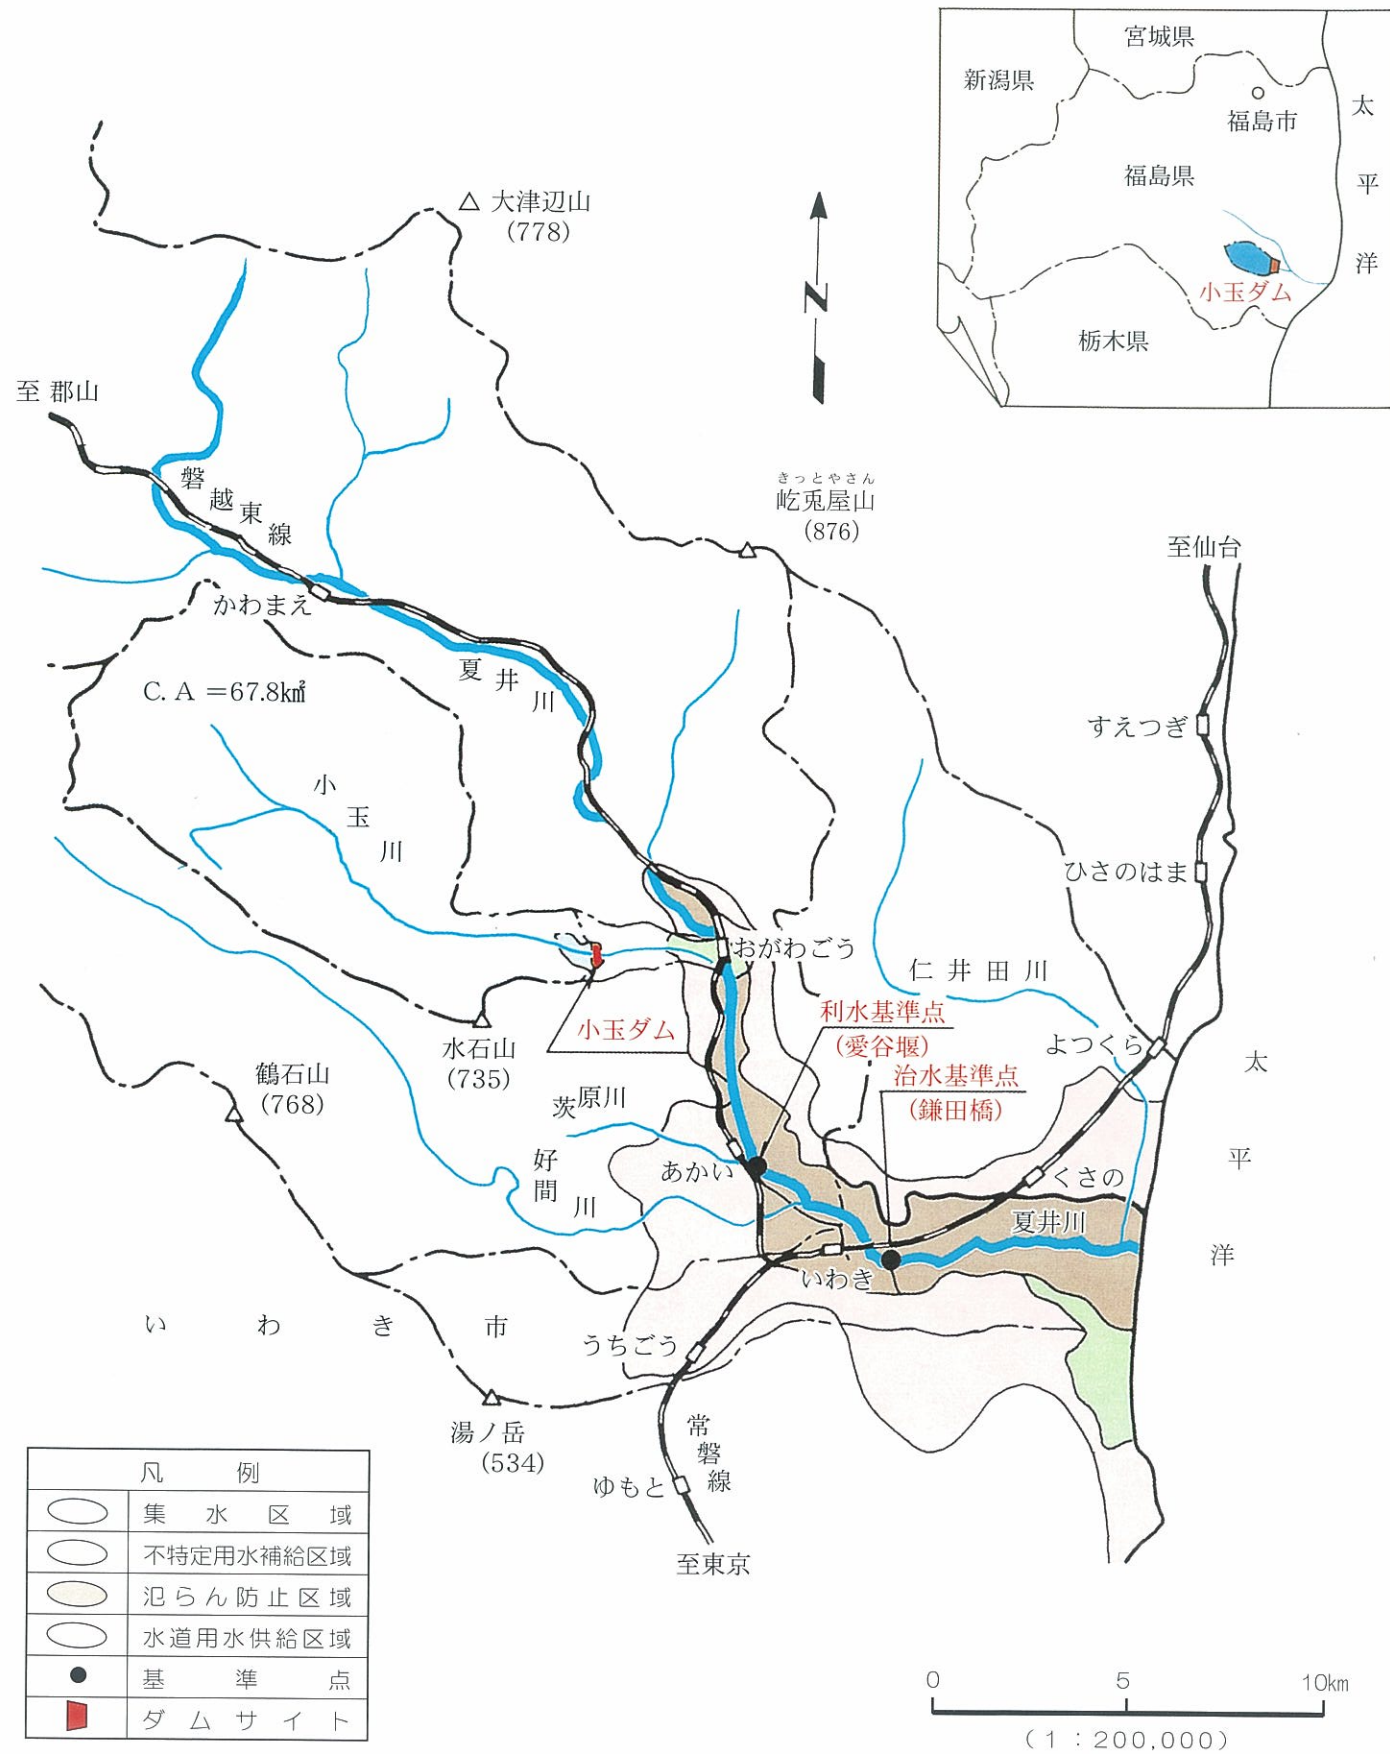 宮城県
新潟県
福島市
太平洋
福島県
小玉ダム
栃木県
大津辺山
(778)
N
至 郡山
磐越東線
きっとやさん
屹兎屋山
(876)
至仙台
かわまえ
夏井川
C. A =67.8km²
すえつぎ
小玉川
ひさのはま
おがわごう
仁井田川
利水基準点
(愛谷堰)
小玉ダム
よつくら
水石山
(735)
治水基準点
(鎌田橋)
鶴石山
(768)
太平洋
茨原川
好間川
あかい
くさの
夏井川
いわき
いわき市
うちごう
湯ノ岳
(534)
常磐線
ゆもと
至東京
凡例
集水区域
不特定用水補給区域
氾らん防止区域
水道用水供給区域
基準点
ダムサイト
0 5 10km
(1:200,000)